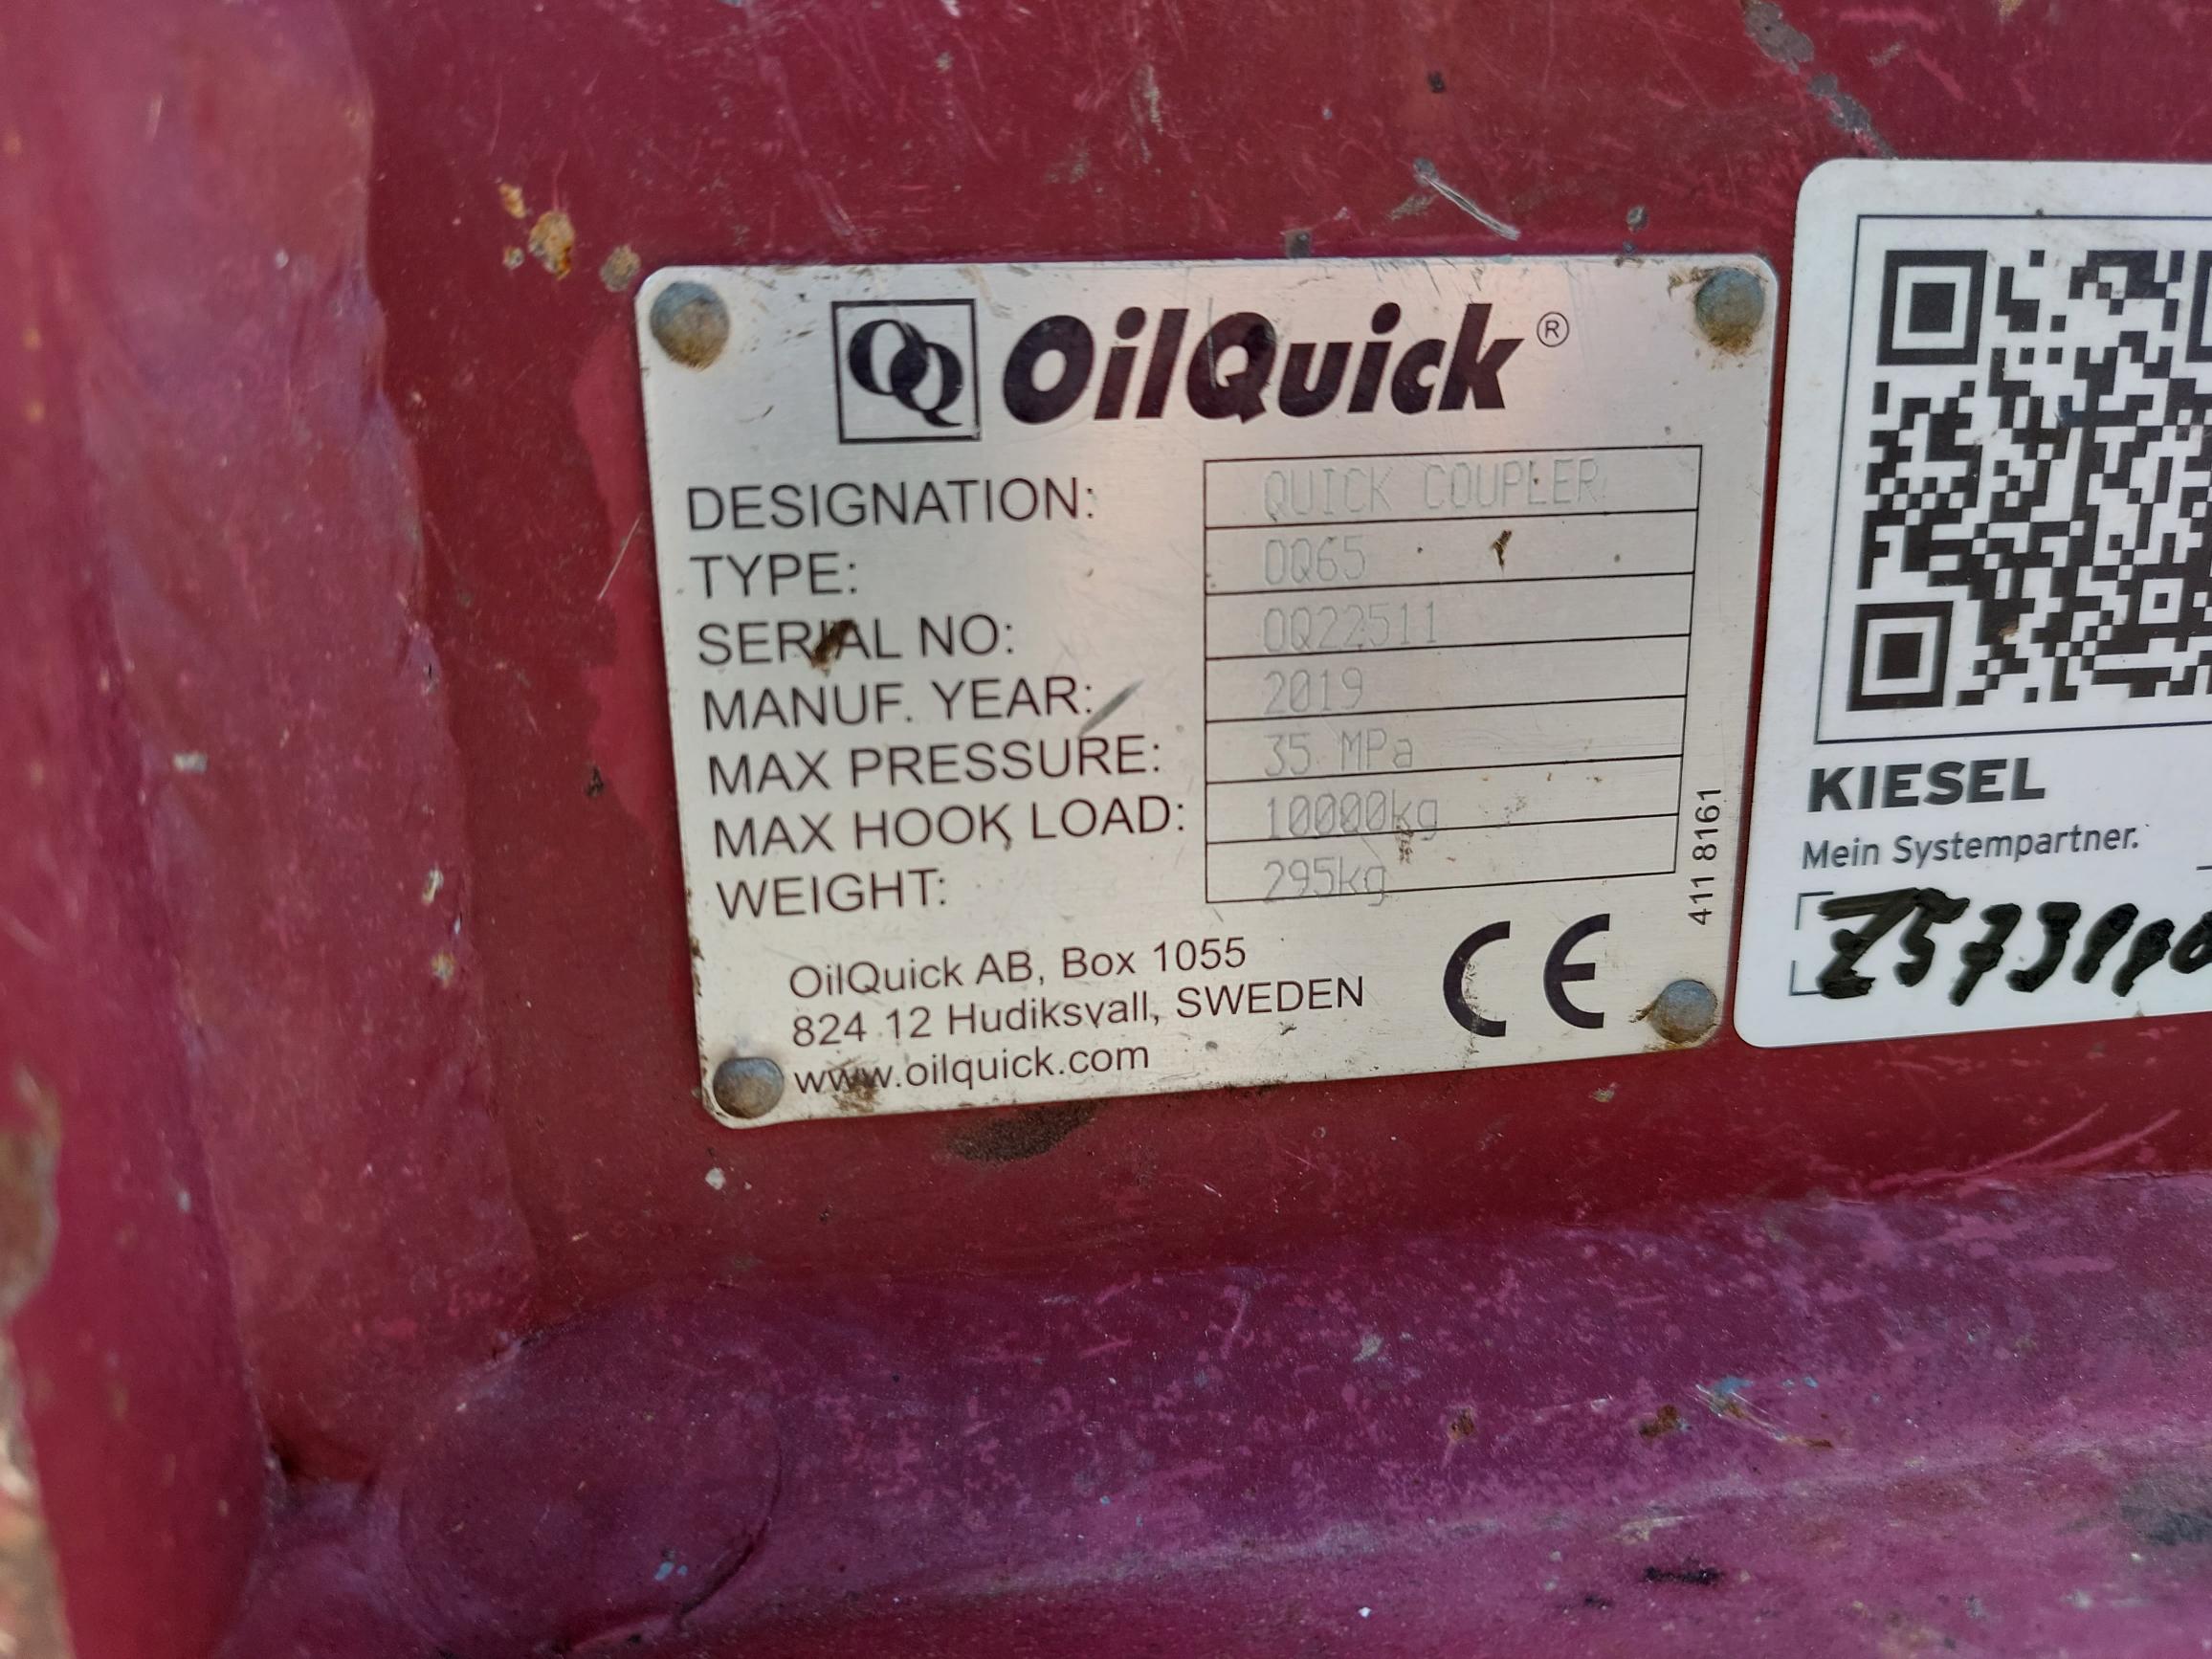 QQ OilQuick®
DESIGNATION: QUICK COUPLER
TYPE: OQ65
SERIAL NO: OQ22511
MANUF. YEAR: 2019
MAX PRESSURE: 35 MPa
MAX HOOK LOAD: 10000kg
WEIGHT: 295kg
411 8161
OilQuick AB, Box 1055
824 12 Hudiksvall, SWEDEN
www.oilquick.com
CE
KIESEL
Mein Systempartner.